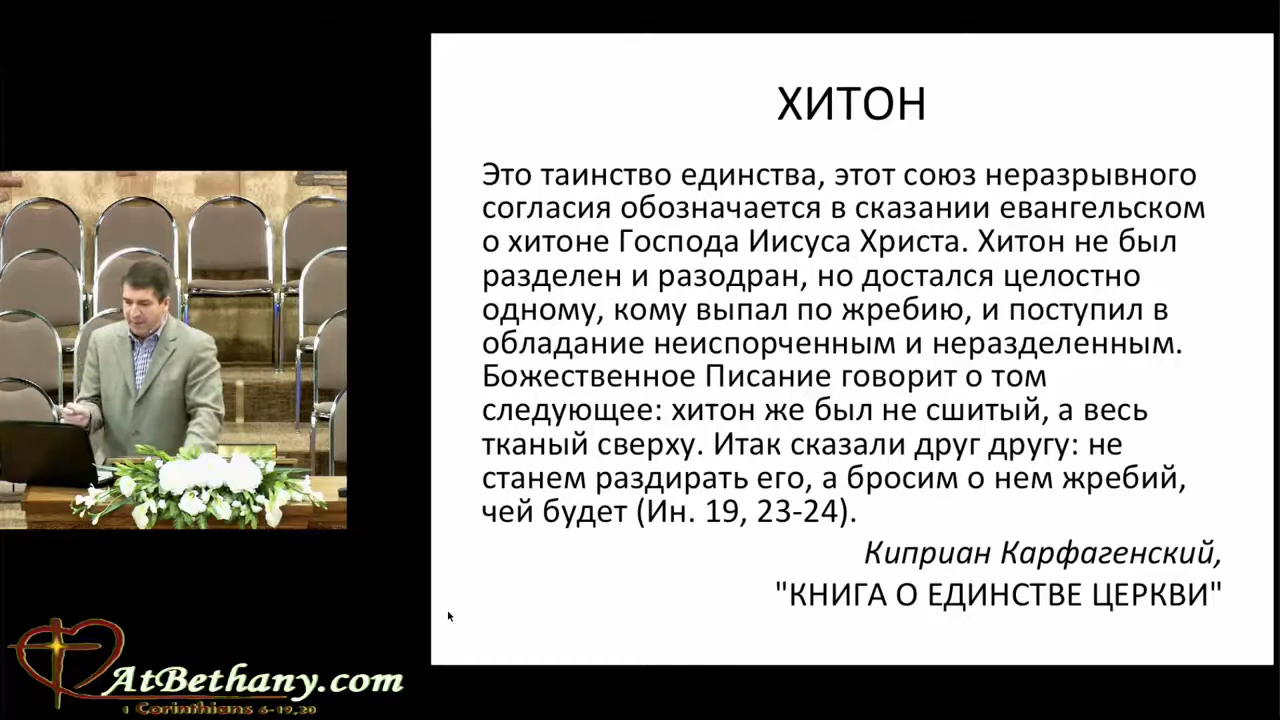 ХИТОН
Это таинство единства, этот союз неразрывного
согласия обозначается в сказании евангельском
о хитоне Господа Иисуса Христа. Хитон не был
разделен и разодран, но достался целостно
одному, кому выпал по жребию, и поступил в
обладание неиспорченным и неразделенным.
Божественное Писание говорит о том
следующее: хитон же был не сшитый, а весь
тканый сверху. Итак сказали друг другу: не
станем раздирать его, а бросим о нем жребий,
чей будет (Ин. 19, 23-24).
Киприан Карфагенский,
"КНИГА О ЕДИНСТВЕ ЦЕРКВИ"
AtBethany.com
1 Corinthians 6-19,20